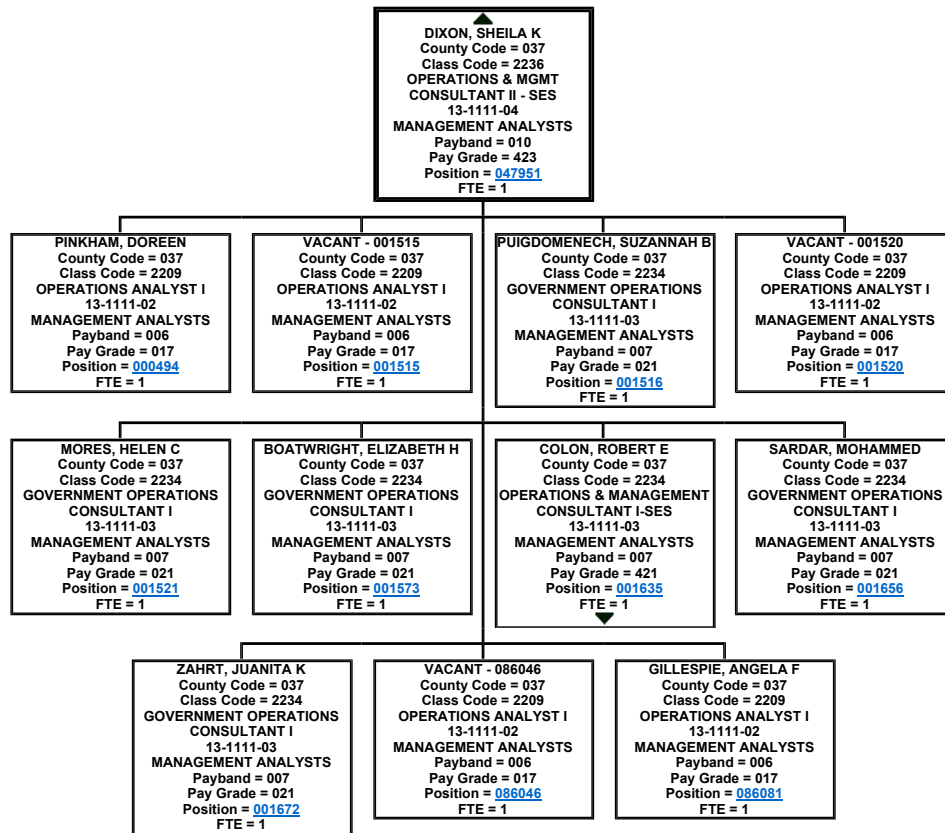 DIXON, SHEILA K
County Code = 037
Class Code = 2236
OPERATIONS & MGMT
CONSULTANT II - SES
13-1111-04
MANAGEMENT ANALYSTS
Payband = 010
Pay Grade = 423
Position = 047951
FTE = 1
PINKHAM, DOREEN
County Code = 037
Class Code = 2209
OPERATIONS ANALYST I
13-1111-02
MANAGEMENT ANALYSTS
Payband = 006
Pay Grade = 017
Position = 000494
FTE = 1
VACANT - 001515
County Code = 037
Class Code = 2209
OPERATIONS ANALYST I
13-1111-02
MANAGEMENT ANALYSTS
Payband = 006
Pay Grade = 017
Position = 001515
FTE = 1
PUIGDOMENECH, SUZANNAH B
County Code = 037
Class Code = 2234
GOVERNMENT OPERATIONS
CONSULTANT I
13-1111-03
MANAGEMENT ANALYSTS
Payband = 007
Pay Grade = 021
Position = 001516
FTE = 1
VACANT - 001520
County Code = 037
Class Code = 2209
OPERATIONS ANALYST I
13-1111-02
MANAGEMENT ANALYSTS
Payband = 006
Pay Grade = 017
Position = 001520
FTE = 1
MORES, HELEN C
County Code = 037
Class Code = 2234
GOVERNMENT OPERATIONS
CONSULTANT I
13-1111-03
MANAGEMENT ANALYSTS
Payband = 007
Pay Grade = 021
Position = 001521
FTE = 1
BOATWRIGHT, ELIZABETH H
County Code = 037
Class Code = 2234
GOVERNMENT OPERATIONS
CONSULTANT I
13-1111-03
MANAGEMENT ANALYSTS
Payband = 007
Pay Grade = 021
Position = 001573
FTE = 1
COLON, ROBERT E
County Code = 037
Class Code = 2234
OPERATIONS & MANAGEMENT
CONSULTANT I-SES
13-1111-03
MANAGEMENT ANALYSTS
Payband = 007
Pay Grade = 421
Position = 001635
FTE = 1
SARDAR, MOHAMMED
County Code = 037
Class Code = 2234
GOVERNMENT OPERATIONS
CONSULTANT I
13-1111-03
MANAGEMENT ANALYSTS
Payband = 007
Pay Grade = 021
Position = 001656
FTE = 1
ZAHRT, JUANITA K
County Code = 037
Class Code = 2234
GOVERNMENT OPERATIONS
CONSULTANT I
13-1111-03
MANAGEMENT ANALYSTS
Payband = 007
Pay Grade = 021
Position = 001672
FTE = 1
VACANT - 086046
County Code = 037
Class Code = 2209
OPERATIONS ANALYST I
13-1111-02
MANAGEMENT ANALYSTS
Payband = 006
Pay Grade = 017
Position = 086046
FTE = 1
GILLESPIE, ANGELA F
County Code = 037
Class Code = 2209
OPERATIONS ANALYST I
13-1111-02
MANAGEMENT ANALYSTS
Payband = 006
Pay Grade = 017
Position = 086081
FTE = 1